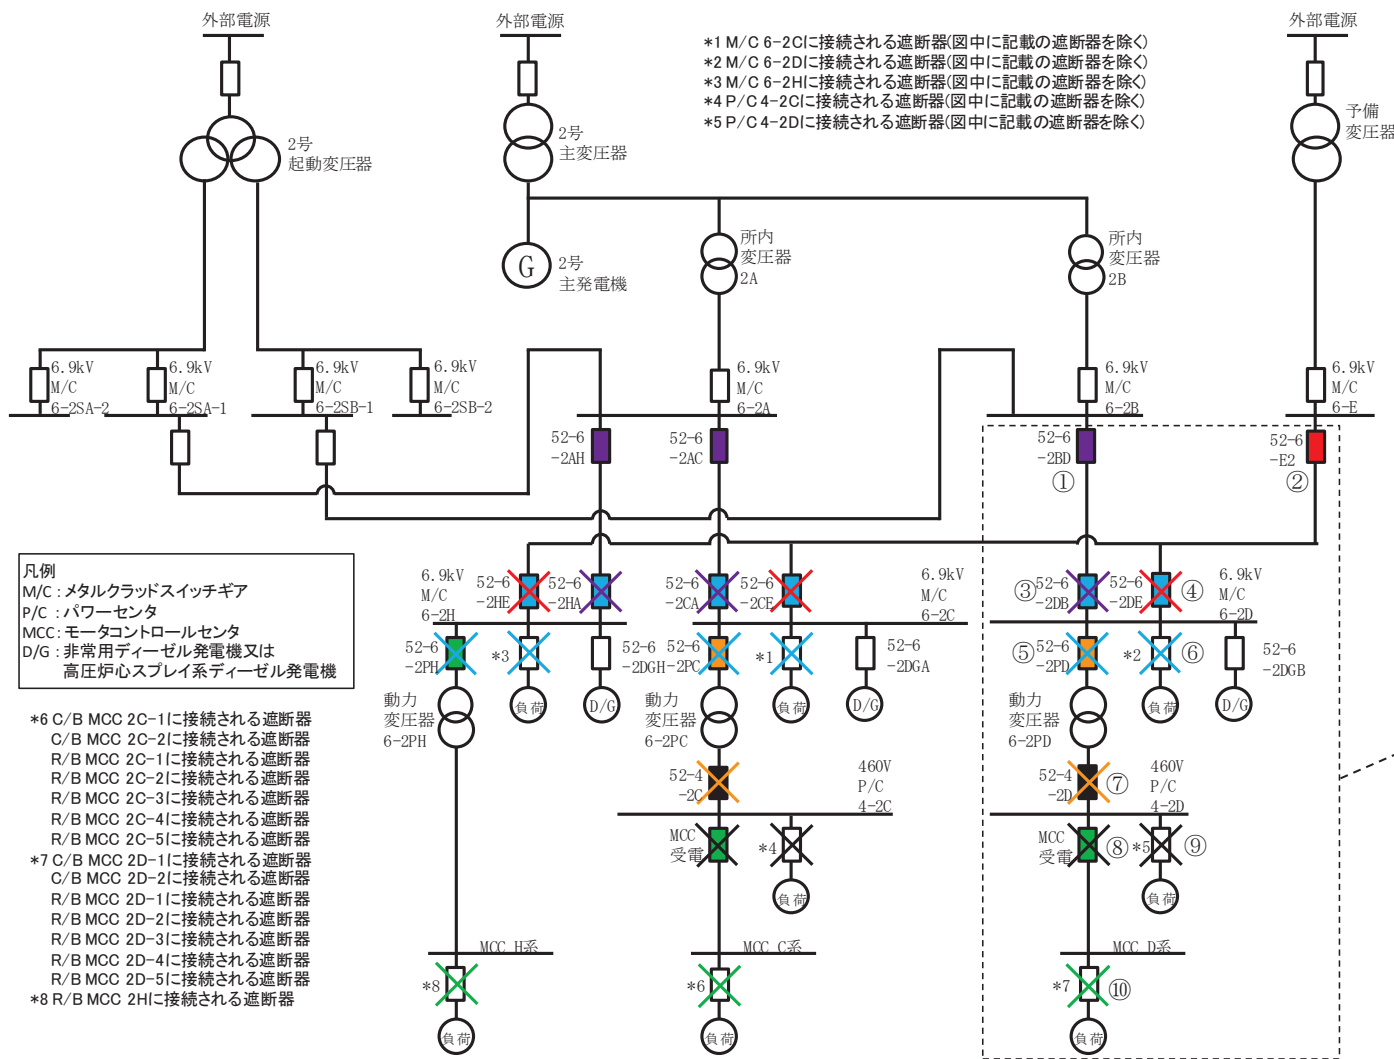 外部電源
外部電源
外部電源
*1 M/C 6-2Cに接続される遮断器(図中に記載の遮断器を除く)
*2 M/C 6-2Dに接続される遮断器(図中に記載の遮断器を除く)
*3 M/C 6-2Hに接続される遮断器(図中に記載の遮断器を除く)
*4 P/C 4-2Cに接続される遮断器(図中に記載の遮断器を除く)
*5 P/C 4-2Dに接続される遮断器(図中に記載の遮断器を除く)
2号
起動変圧器
2号
主変圧器
予備
変圧器
G
2号
主発電機
所内
変圧器
2A
所内
変圧器
2B
6.9kV
M/C
6-2SA-2
6.9kV
M/C
6-2SA-1
6.9kV
M/C
6-2SB-1
6.9kV
M/C
6-2SB-2
6.9kV
M/C
6-2A
6.9kV
M/C
6-2B
6.9kV
M/C
6-E
52-6
-2AH
52-6
-2AC
52-6
-2BD
①
52-6
-E2
②
凡例
M/C：メタルクラッドスイッチギア
P/C：パワーセンタ
MCC：モータコントロールセンタ
D/G：非常用ディーゼル発電機又は
高圧炉心スプレイ系ディーゼル発電機
6.9kV
M/C
6-2H
52-6
-2HE
52-6
-2HA
52-6
-2CA
52-6
-2CE
6.9kV
M/C
6-2C
③
52-6
-2DB
52-6
-2DE
④
6.9kV
M/C
6-2D
52-6
-2PH
*3
52-6
-2DGH
52-6
-2PC
*1
52-6
-2DGA
⑤
52-6
-2PD
*2
⑥
52-6
-2DGB
動力
変圧器
6-2PH
負荷
D/G
動力
変圧器
6-2PC
負荷
D/G
動力
変圧器
6-2PD
負荷
D/G
52-4
-2C
460V
P/C
4-2C
52-4
-2D
⑦
460V
P/C
4-2D
MCC
受電
*4
MCC
受電
⑧
*5
⑨
負荷
負荷
*6 C/B MCC 2C-1に接続される遮断器
C/B MCC 2C-2に接続される遮断器
R/B MCC 2C-1に接続される遮断器
R/B MCC 2C-2に接続される遮断器
R/B MCC 2C-3に接続される遮断器
R/B MCC 2C-4に接続される遮断器
R/B MCC 2C-5に接続される遮断器
*7 C/B MCC 2D-1に接続される遮断器
C/B MCC 2D-2に接続される遮断器
R/B MCC 2D-1に接続される遮断器
R/B MCC 2D-2に接続される遮断器
R/B MCC 2D-3に接続される遮断器
R/B MCC 2D-4に接続される遮断器
R/B MCC 2D-5に接続される遮断器
*8 R/B MCC 2Hに接続される遮断器
MCC H系
MCC C系
MCC D系
*8
*6
*7
⑩
負荷
負荷
負荷